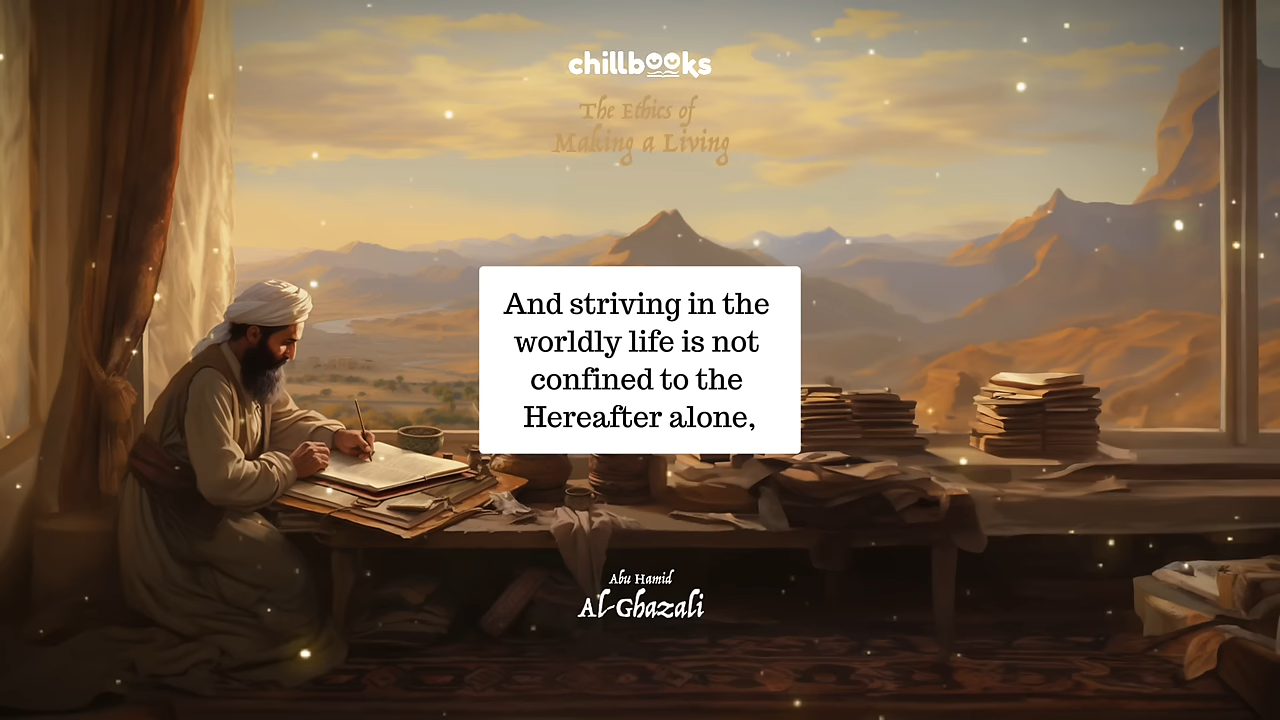 chillbooks
The Ethics of
Making a Living
And striving in the
worldly life is not
confined to the
Hereafter alone,
Abu Hamid
Al-Ghazali